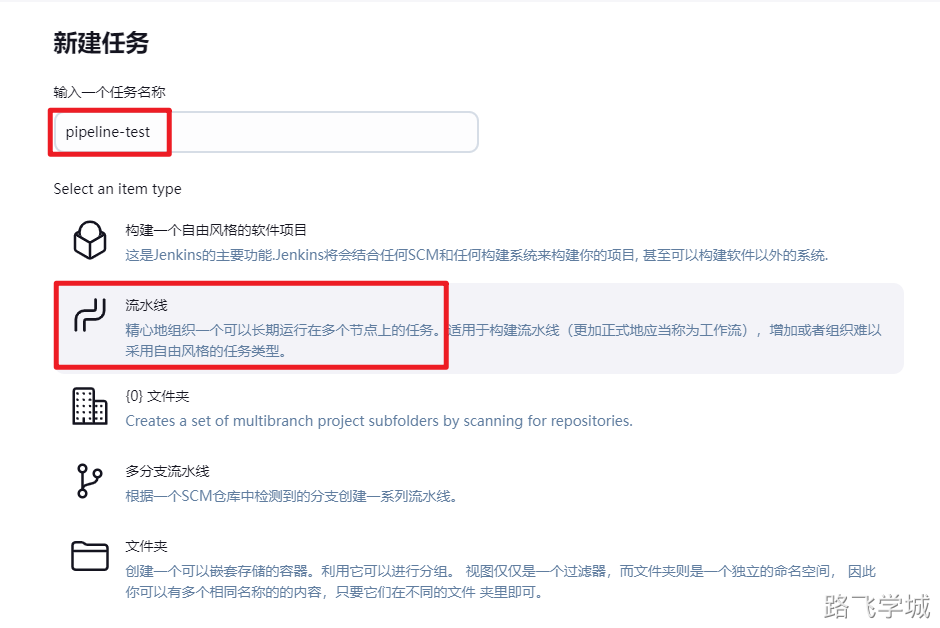 新建任务
输入一个任务名称
pipeline-test
Select an item type
构建一个自由风格的软件项目
这是Jenkins的主要功能.Jenkins将会结合任何SCM和任何构建系统来构建你的项目, 甚至可以构建软件以外的系统.
流水线
精心地组织一个可以长期运行在多个节点上的任务。适用于构建流水线（更加正式地应当称为工作流），增加或者组织难以
采用自由风格的任务类型。
{0} 文件夹
Creates a set of multibranch project subfolders by scanning for repositories.
多分支流水线
根据一个SCM仓库中检测到的分支创建一系列流水线。
文件夹
创建一个可以嵌套存储的容器。利用它可以进行分组。 视图仅仅是一个过滤器，而文件夹则是一个独立的命名空间， 因此
你可以有多个相同名称的的内容，只要它们在不同的文件 夹里即可。
路飞学城